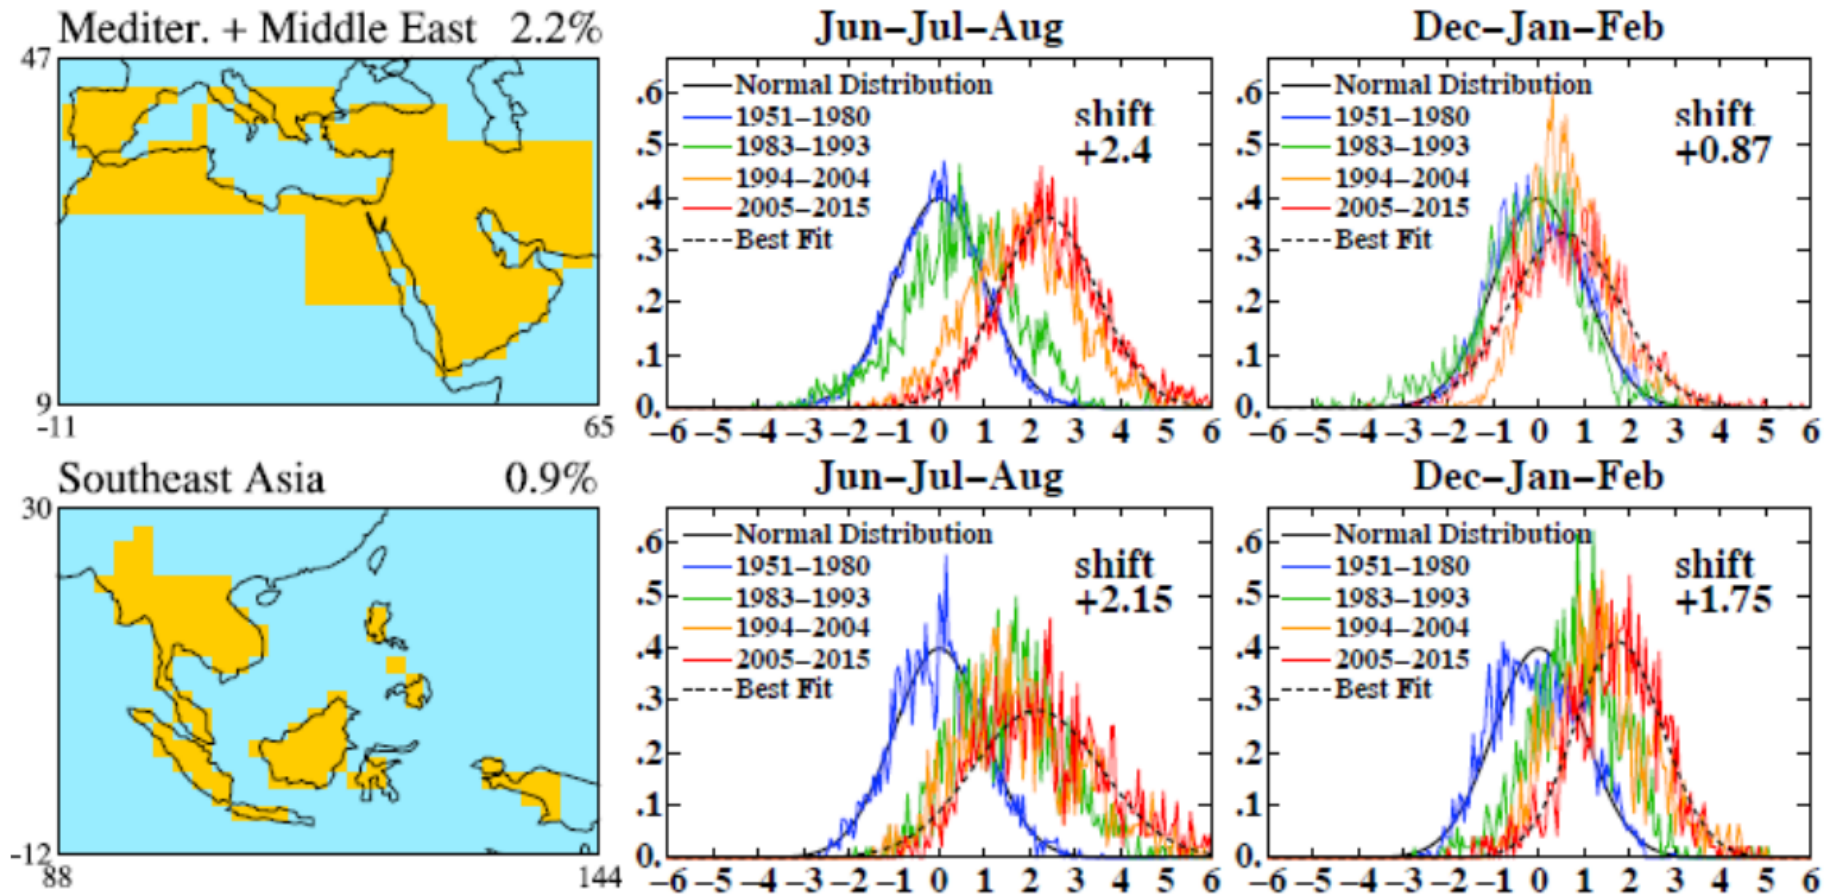 Mediter. + Middle East 2.2%
47
9
-11 65
Jun–Jul–Aug
.6
.5
.4
.3
.2
.1
0.
Normal Distribution
1951–1980
1983–1993
1994–2004
2005–2015
Best Fit
shift
+2.4
–6 –5 –4 –3 –2 –1 0 1 2 3 4 5 6
Dec–Jan–Feb
.6
.5
.4
.3
.2
.1
0.
Normal Distribution
1951–1980
1983–1993
1994–2004
2005–2015
Best Fit
shift
+0.87
–6 –5 –4 –3 –2 –1 0 1 2 3 4 5 6
Southeast Asia 0.9%
30
-12
88 144
Jun–Jul–Aug
.6
.5
.4
.3
.2
.1
0.
Normal Distribution
1951–1980
1983–1993
1994–2004
2005–2015
Best Fit
shift
+2.15
–6 –5 –4 –3 –2 –1 0 1 2 3 4 5 6
Dec–Jan–Feb
.6
.5
.4
.3
.2
.1
0.
Normal Distribution
1951–1980
1983–1993
1994–2004
2005–2015
Best Fit
shift
+1.75
–6 –5 –4 –3 –2 –1 0 1 2 3 4 5 6